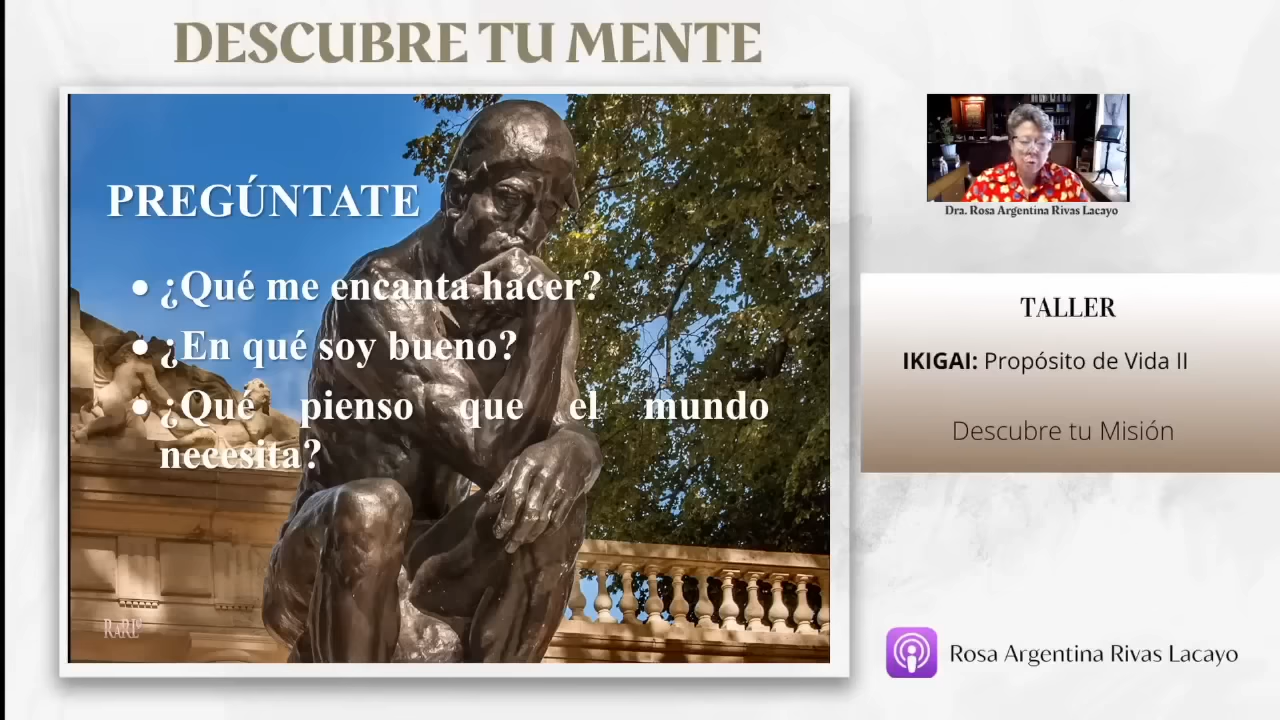 DESCUBRE TU MENTE
PREGÚNTATE
• ¿Qué me encanta hacer?
• ¿En qué soy bueno?
• ¿Qué pienso que el mundo
necesita?
RARL
Dra. Rosa Argentina Rivas Lacayo
TALLER
IKIGAI: Propósito de Vida II
Descubre tu Misión
Rosa Argentina Rivas Lacayo